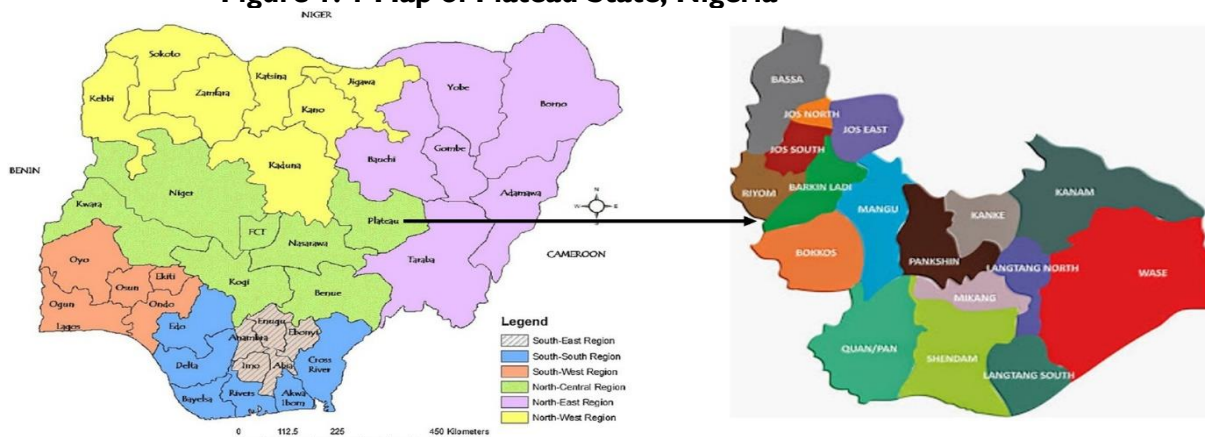 Figure 1. 1 Map of Plateau State, Nigeria
NIGER
Sokoto
Katsina
Jigawa
Yobe
Borno
Kebbi
Zamfara
Kano
Bauchi
Gombe
Kaduna
Adamawa
BENIN
Niger
Kwara
FCT
Plateau
Nasarawa
Taraba
N
W
E
S
CAMEROON
Oyo
Ekiti
Osun
Kogi
Benue
Ogun
Ondo
Lagos
Edo
Enugu
Anambra
Ebonyi
Delta
Imo
Abia
Cross
River
Bayelsa
Rivers
Akwa
Ibom
Legend
South-East Region
South-South Region
South-West Region
North-Central Region
North-East Region
North-West Region
0 112.5 225 450 Kilometers
BASSA
JOS NORTH
JOS EAST
JOS SOUTH
RIYOM
BARKIN LADI
MANGU
KANKE
KANAM
BOKKOS
PANKSHIN
LANGTANG NORTH
WASE
MIKANG
QUAN/PAN
SHENDAM
LANGTANG SOUTH